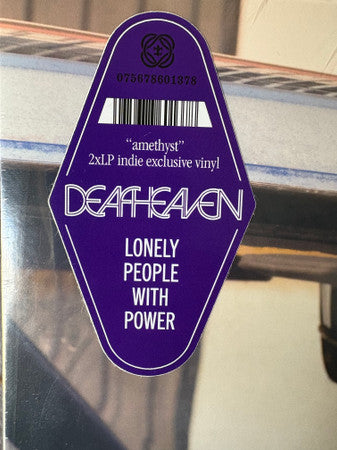 075678601378
“amethyst”
2xLP indie exclusive vinyl
DEAFHEAVEN
LONELY
PEOPLE
WITH
POWER